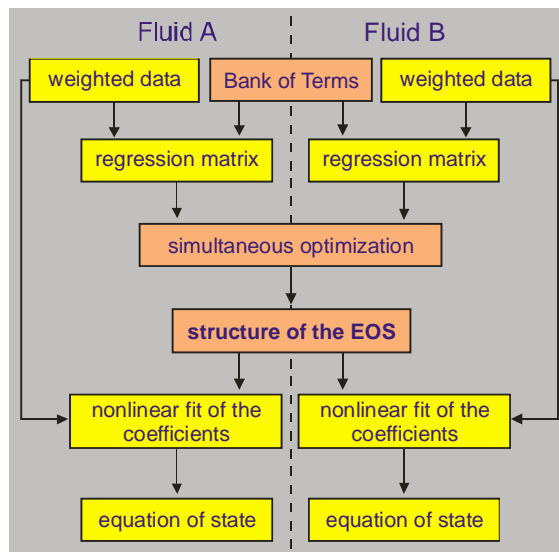 Fluid A
Fluid B
weighted data
Bank of Terms
weighted data
regression matrix
regression matrix
simultaneous optimization
structure of the EOS
nonlinear fit of the
coefficients
nonlinear fit of the
coefficients
equation of state
equation of state